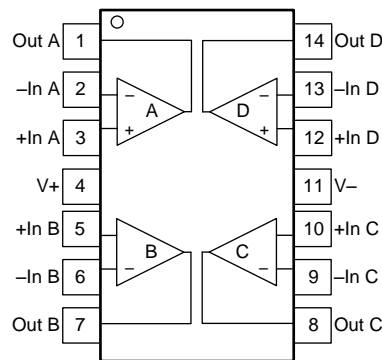 Out A 1 14 Out D
–In A 2 – – 13 –In D
A D
+In A 3 + + 12 +In D
V+ 4 11 V–
+In B 5 10 +In C
B C
–In B 6 – – 9 –In C
Out B 7 8 Out C